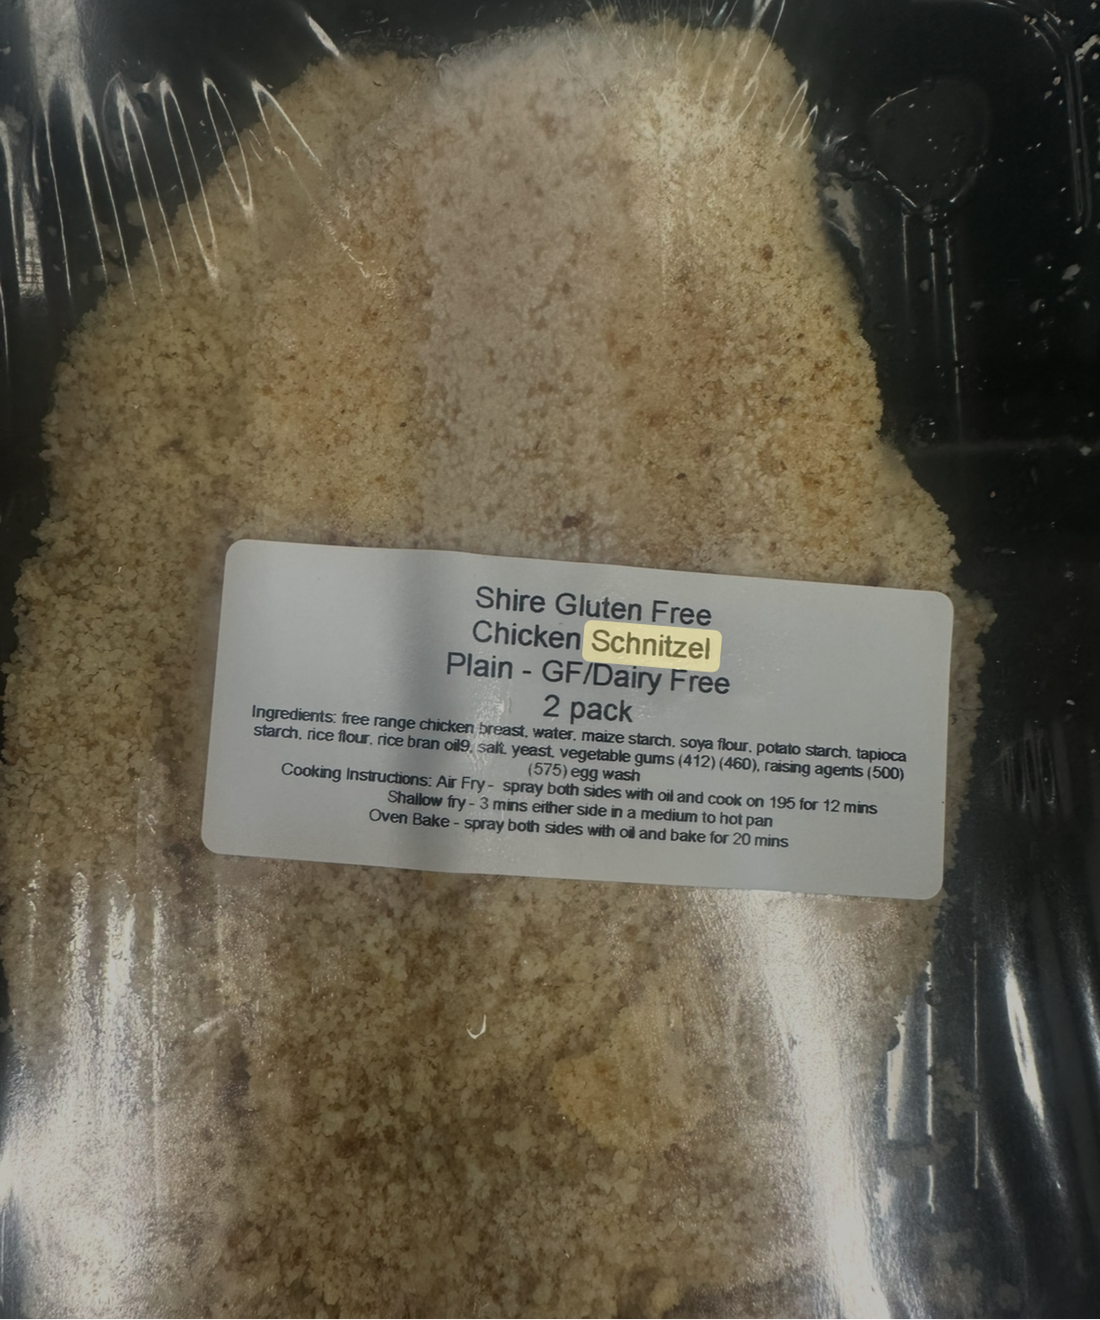 Shire Gluten Free
Chicken Schnitzel
Plain - GF/Dairy Free
2 pack
Ingredients: free range chicken breast, water, maize starch, soya flour, potato starch, tapioca
starch, rice flour, rice bran oil9, salt, yeast, vegetable gums (412) (460), raising agents (500)
(575) egg wash
Cooking Instructions: Air Fry - spray both sides with oil and cook on 195 for 12 mins
Shallow fry - 3 mins either side in a medium to hot pan
Oven Bake - spray both sides with oil and bake for 20 mins